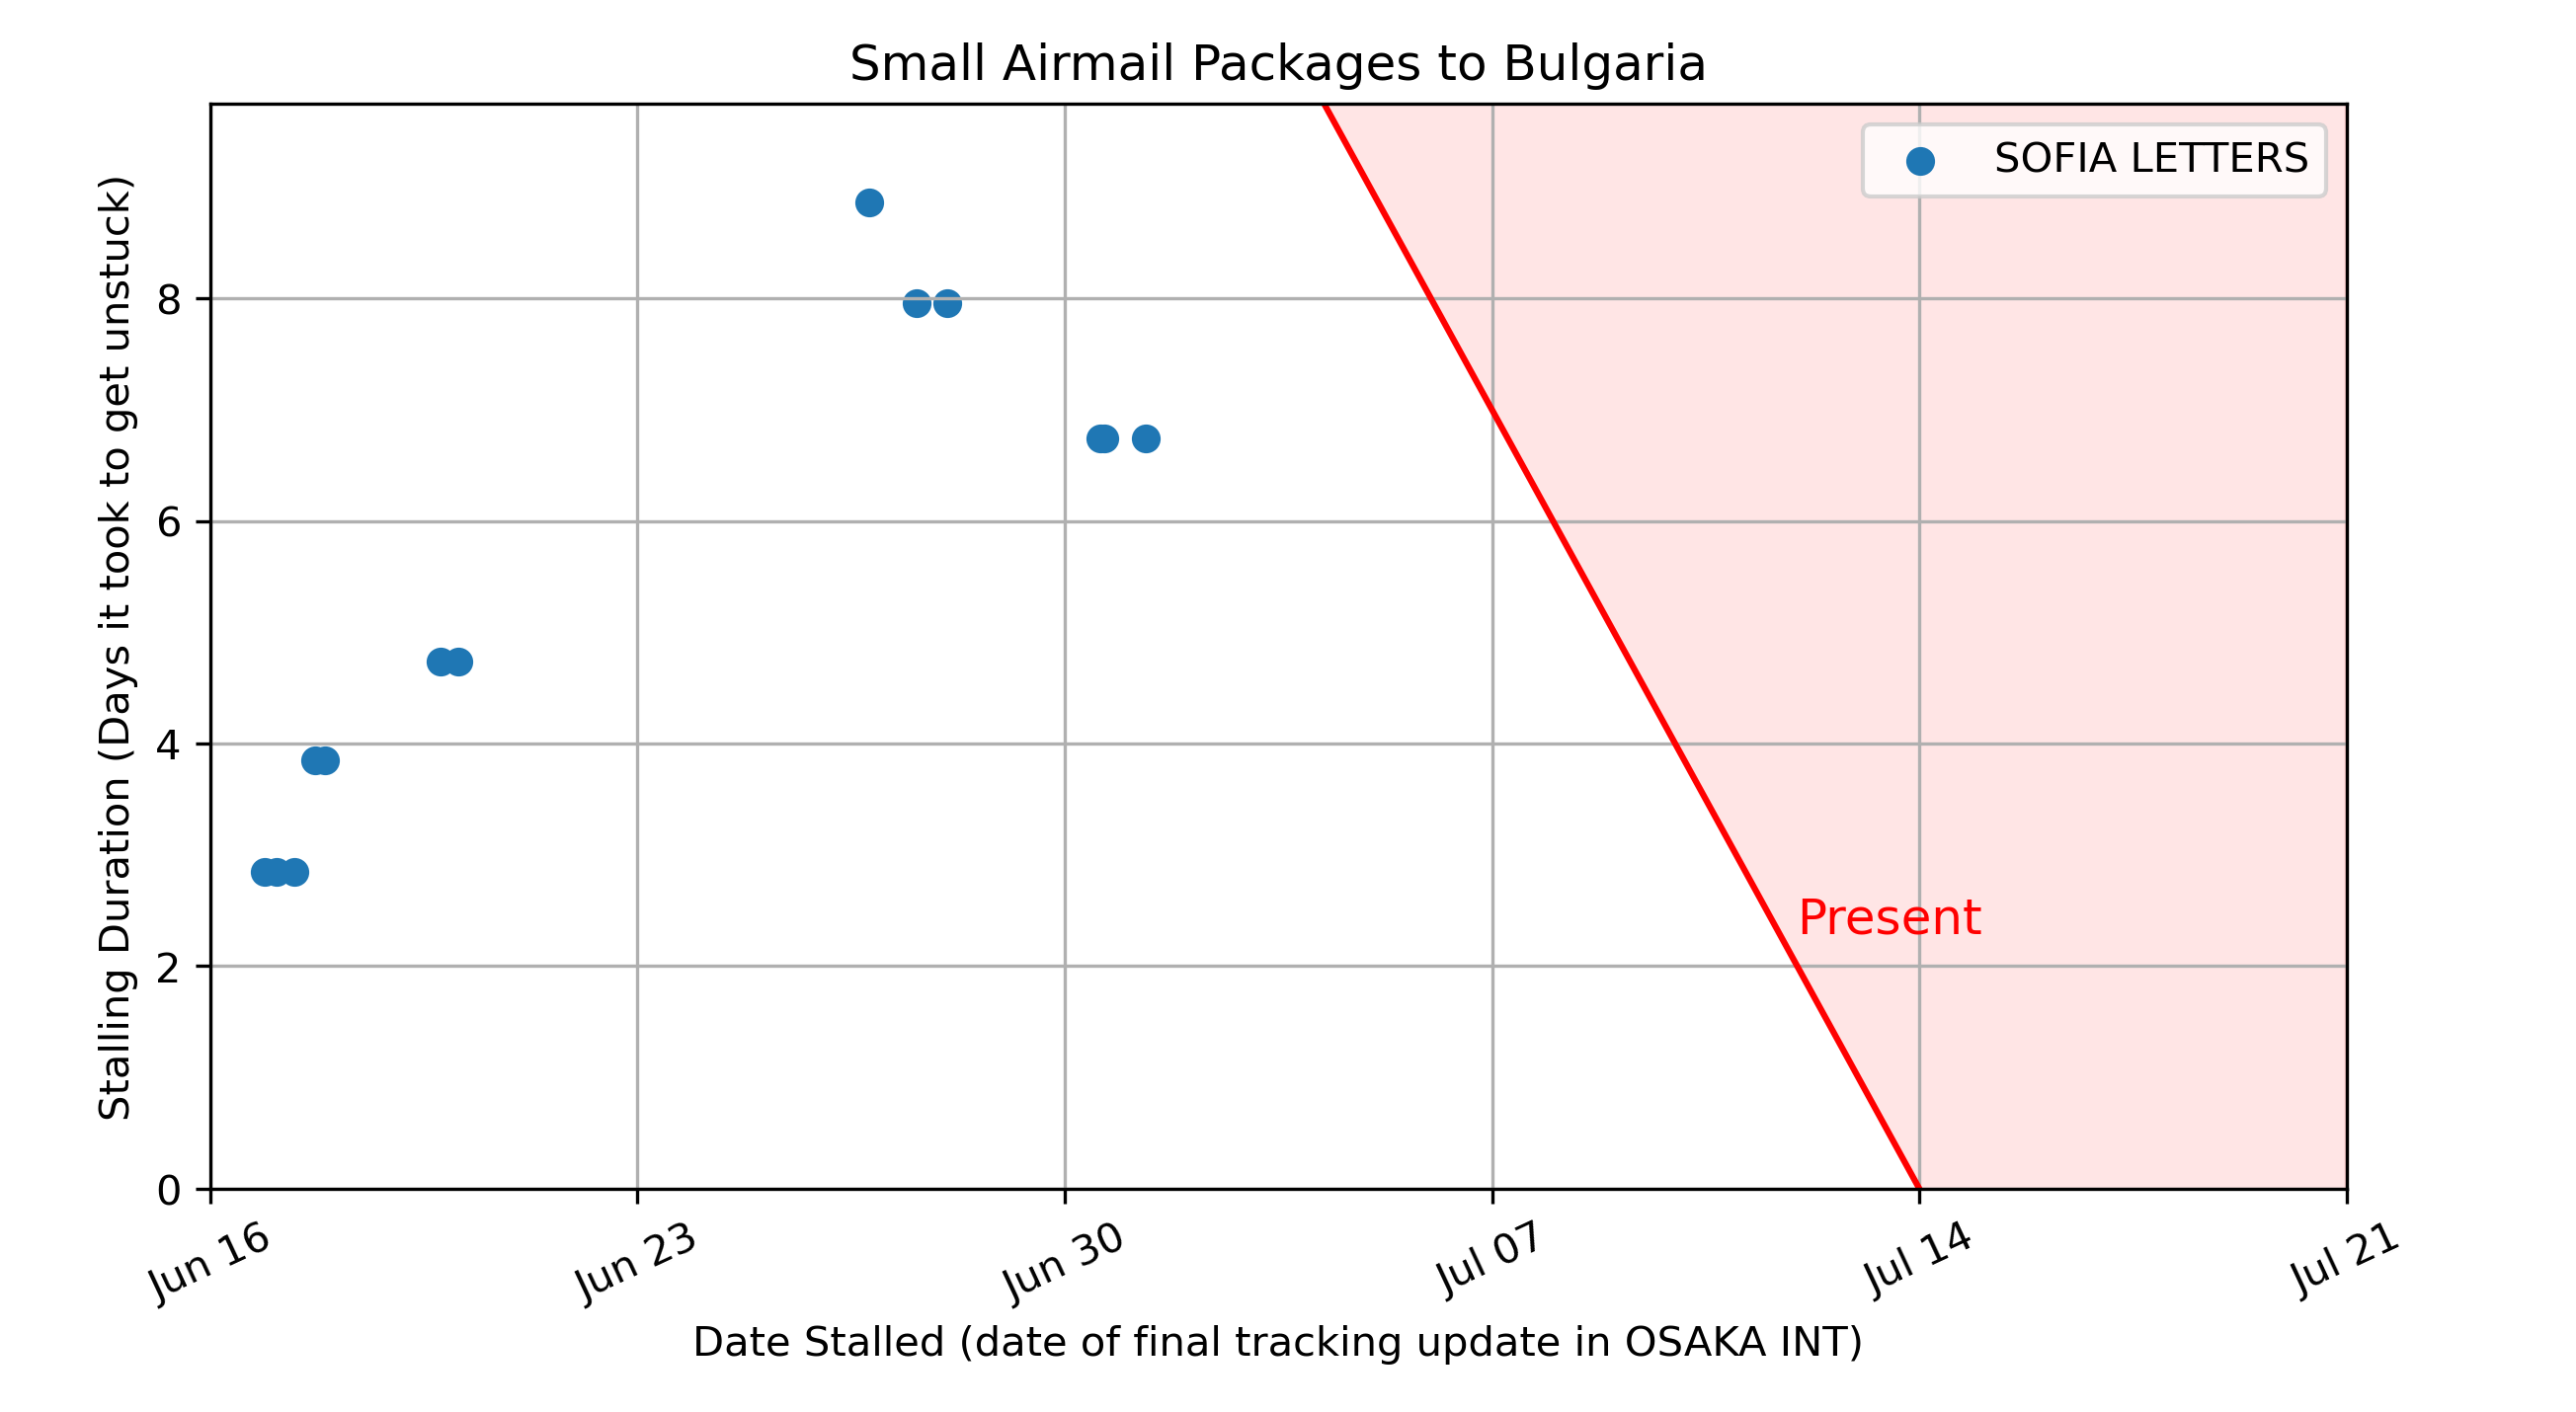 Small Airmail Packages to Bulgaria
SOFIA LETTERS
Stalling Duration (Days it took to get unstuck)
8
6
4
2
0
Present
Jun 16
Jun 23
Jun 30
Jul 07
Jul 14
Jul 21
Date Stalled (date of final tracking update in OSAKA INT)